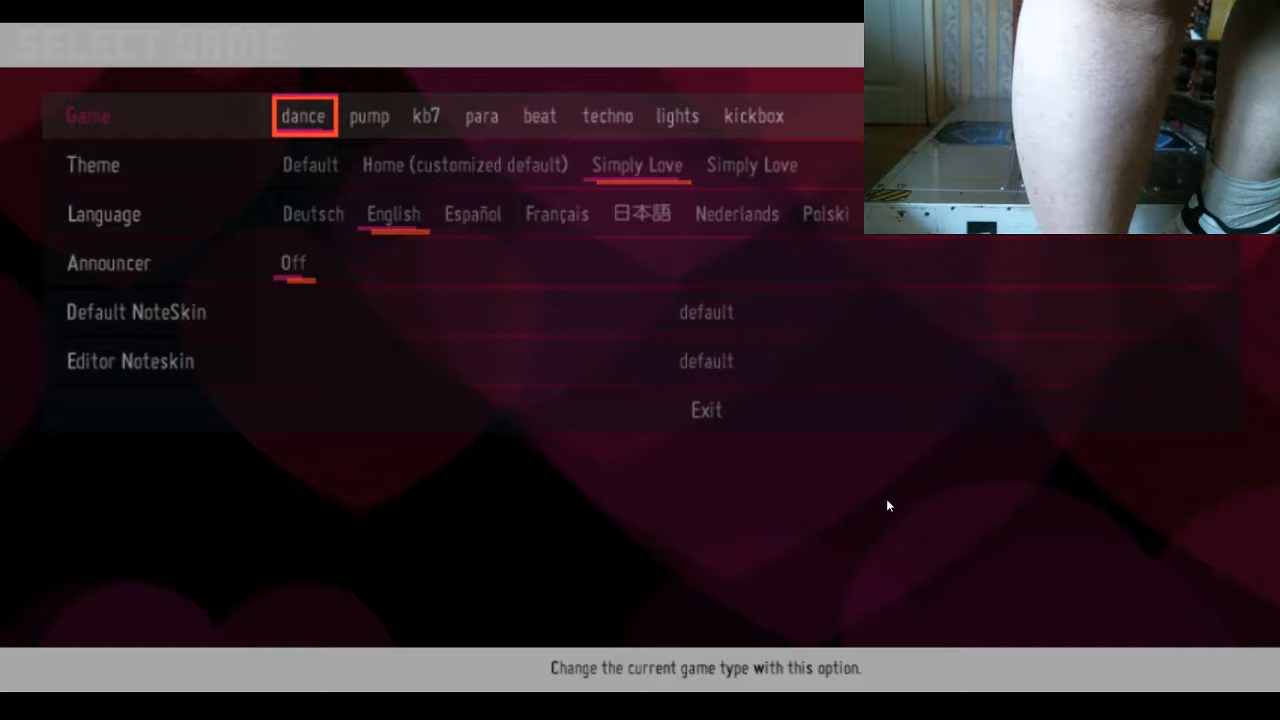 SELECT GAME
Game dance pump kb7 para beat techno lights kickbox
Theme Default Home (customized default) Simply Love Simply Love
Language Deutsch English Español Français 日本語 Nederlands Polski
Announcer Off
Default NoteSkin default
Editor Noteskin default
Exit
Change the current game type with this option.